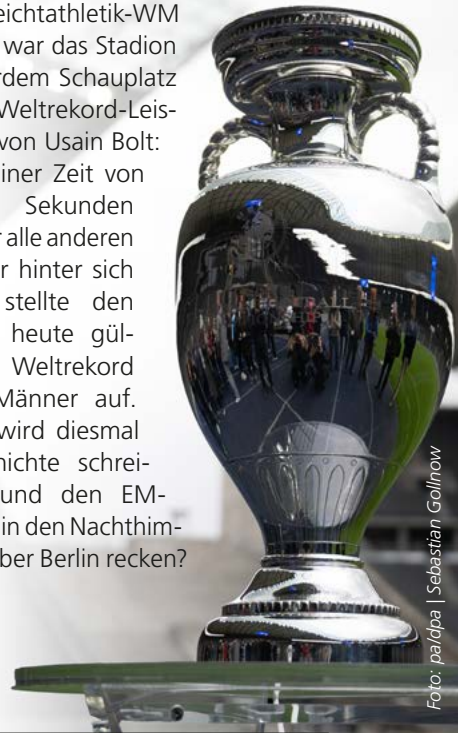 eichtathletik-WM
war das Stadion
rdem Schauplatz
Weltrekord-Leis-
von Usain Bolt:
iner Zeit von
Sekunden
r alle anderen
r hinter sich
stellte den
heute gül-
Weltrekord
Männer auf.
wird diesmal
hichte schrei-
und den EM-
in den Nachthim-
ber Berlin recken?
Foto: pa/dpa | Sebastian Gollnow